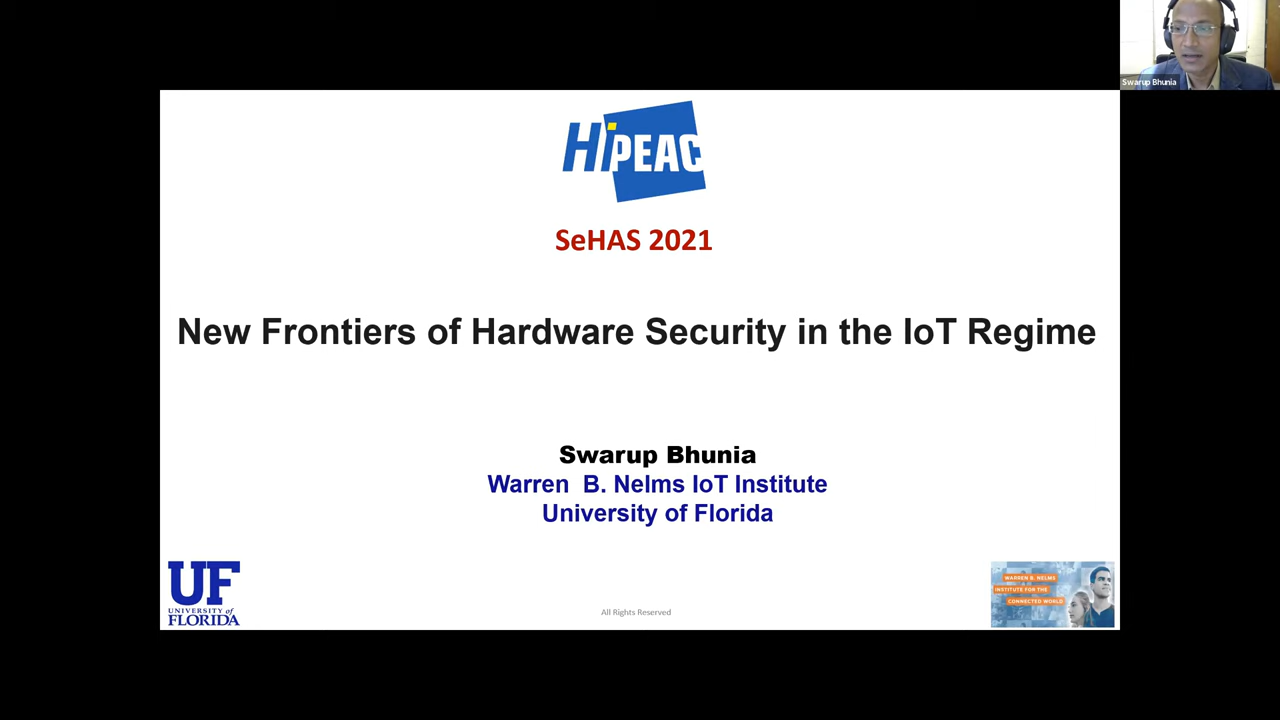 Swarup Bhunia
HiPEAC
SeHAS 2021
New Frontiers of Hardware Security in the IoT Regime
Swarup Bhunia
Warren B. Nelms IoT Institute
University of Florida
UF
UNIVERSITY of
FLORIDA
All Rights Reserved
WARREN B. NELMS
INSTITUTE FOR THE
CONNECTED WORLD